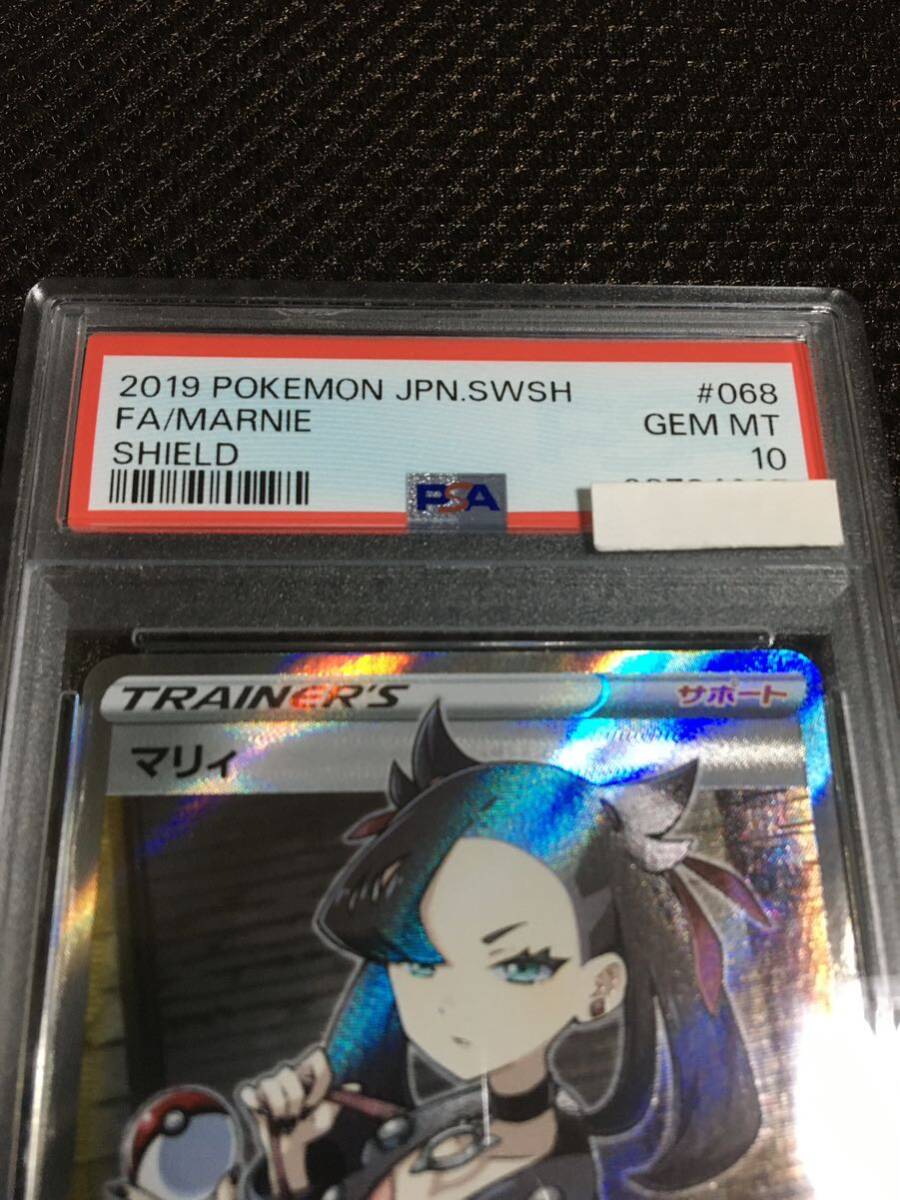 2019 POKEMON JPN.SWSH #068
FA/MARNIE GEM MT
SHIELD 10
PSA
TRAINER'S サポート
マリィ